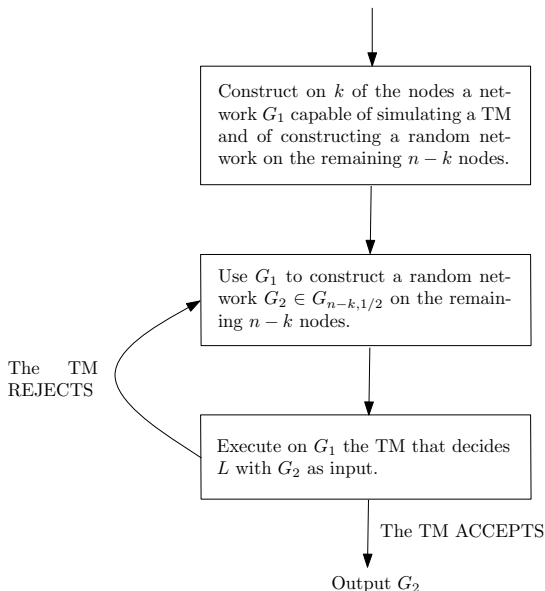 Construct on k of the nodes a net-
work G₁ capable of simulating a TM
and of constructing a random net-
work on the remaining n − k nodes.
Use G₁ to construct a random net-
work G₂ ∈ Gₙ₋ₖ,₁/₂ on the remain-
ing n − k nodes.
The TM
REJECTS
Execute on G₁ the TM that decides
L with G₂ as input.
The TM ACCEPTS
Output G₂